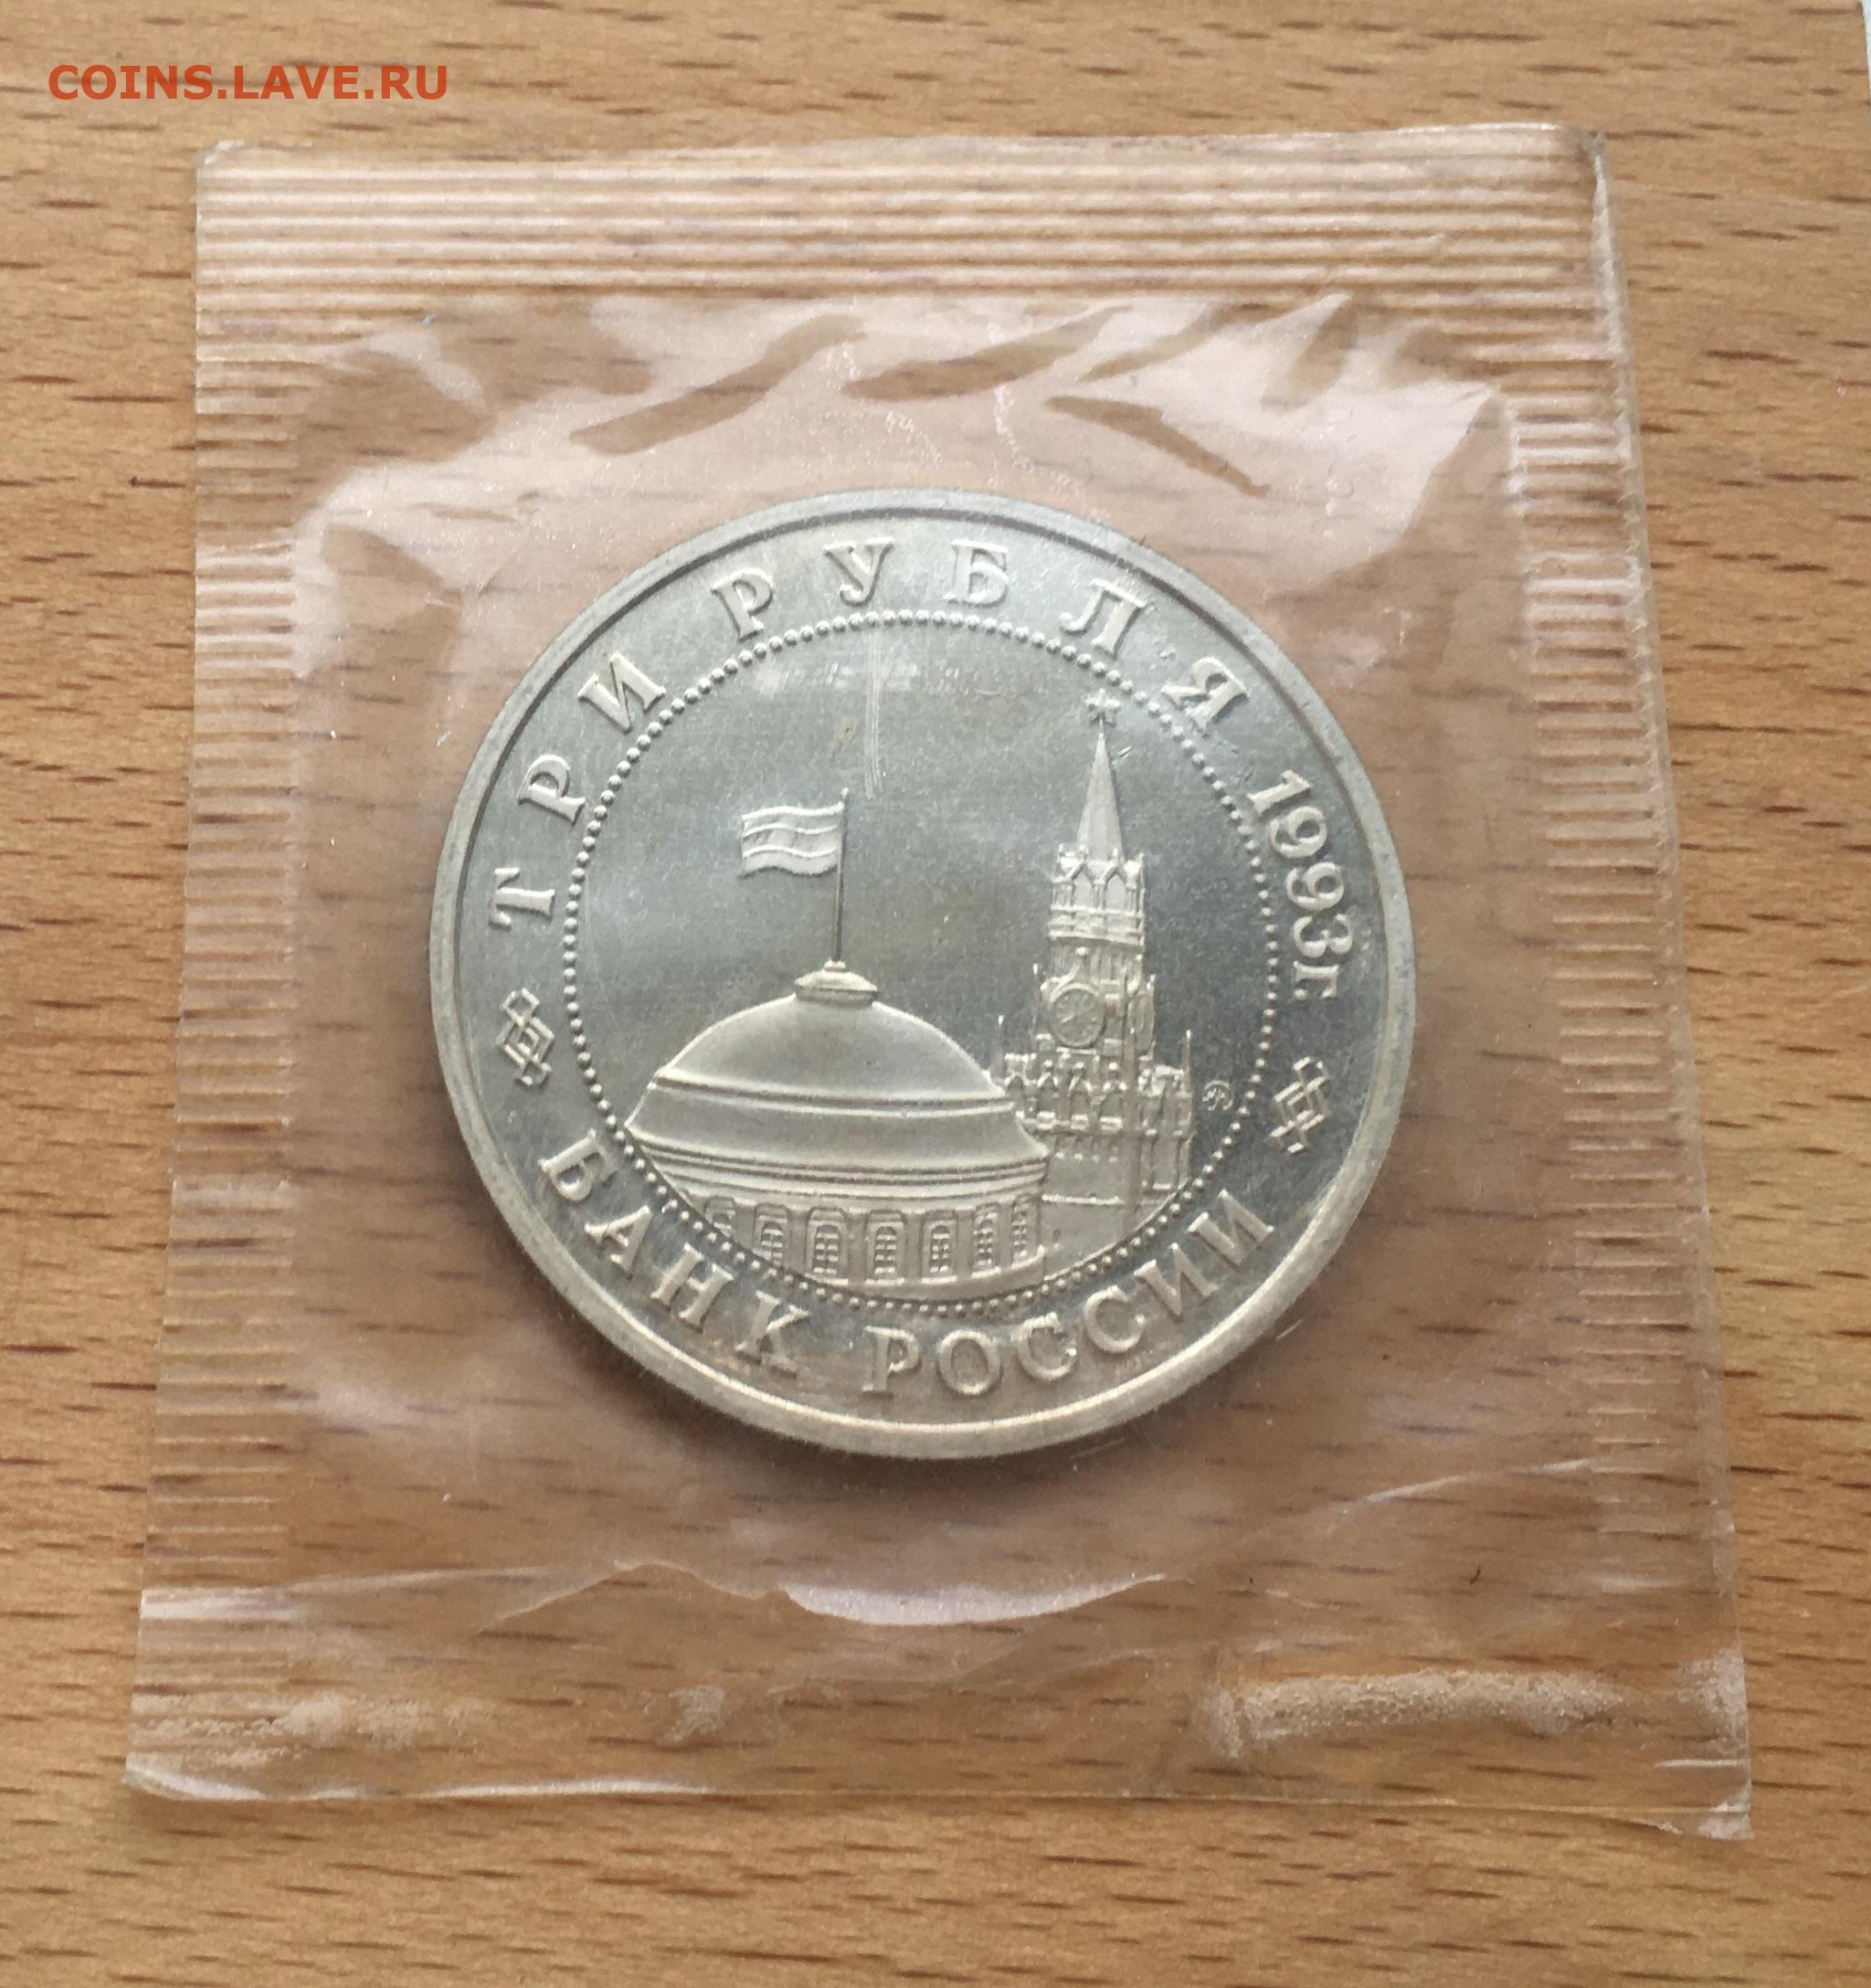 COINS.LAVE.RU
ТРИ РУБЛЯ 1993г.
БАНК РОССИИ